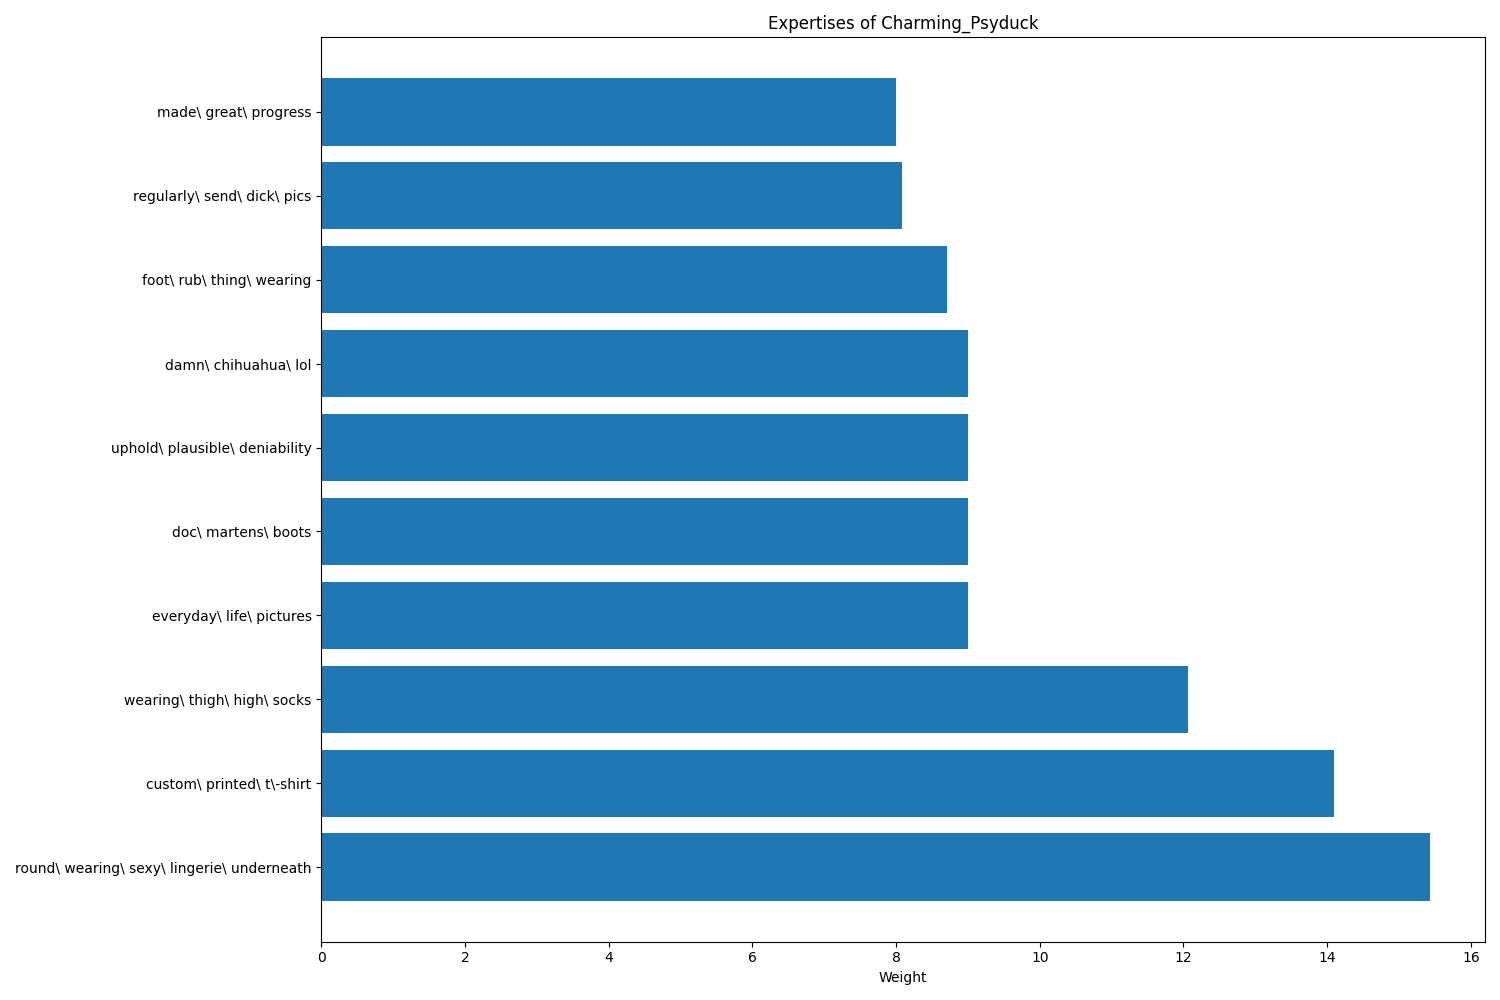 Expertises of Charming_Psyduck
made\ great\ progress
regularly\ send\ dick\ pics
foot\ rub\ thing\ wearing
damn\ chihuahua\ lol
uphold\ plausible\ deniability
doc\ martens\ boots
everyday\ life\ pictures
wearing\ thigh\ high\ socks
custom\ printed\ t\-shirt
round\ wearing\ sexy\ lingerie\ underneath
0 2 4 6 8 10 12 14 16
Weight